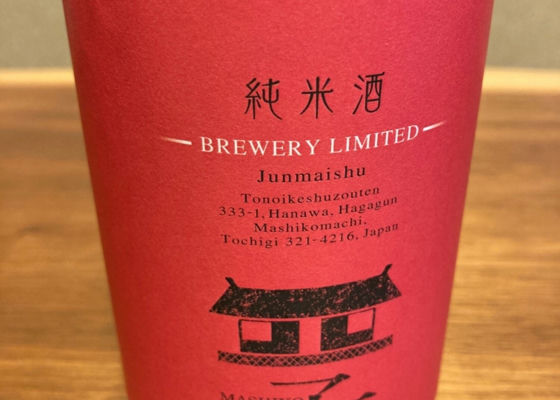 純米酒
BREWERY LIMITED
Junmaishu
Tonoikeshuzouten
333-1, Hanawa, Hagagun
Mashikomachi,
Tochigi 321-4216, Japan